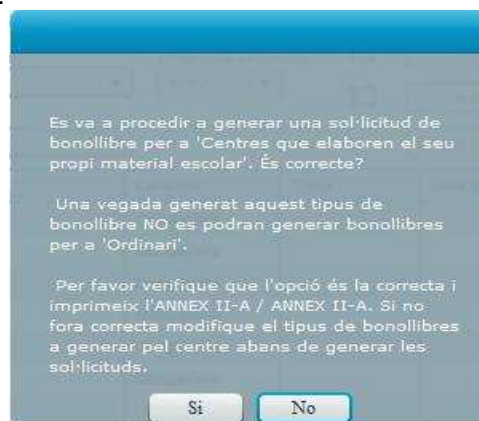 Es va a procedir a generar una sol·licitud de
bonollibre per a 'Centres que elaboren el seu
propi material escolar'. És correcte?
Una vegada generat aquest tipus de
bonollibre NO es podran generar bonollibres
per a 'Ordinari'.
Per favor verifique que l'opció és la correcta i
imprimeix l'ANNEX II-A / ANNEX II-A. Si no
fora correcta modifique el tipus de bonollibres
a generar pel centre abans de generar les
sol·licituds.
Si No